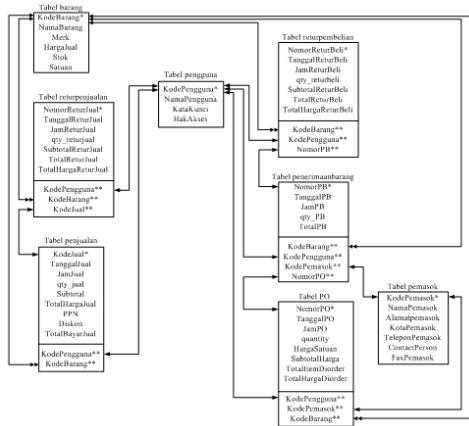 Tabel barang
KodeBarang*
NamaBarang
Merk
HargaJual
Stok
Satuan
Tabel returpenjualan
NomorReturJual*
TanggalReturJual
JamReturJual
qty_returjual
SubtotalReturJual
TotalReturJual
TotalHargaReturJual
KodePengguna**
KodeBarang**
KodeJual**
Tabel penjualan
KodeJual*
TanggalJual
JamJual
qty_jual
Subtotal
TotalHargaJual
PPN
Diskon
TotalBayarJual
KodePengguna**
KodeBarang**
Tabel pengguna
KodePengguna*
NamaPengguna
KataKunci
HakAkses
Tabel returpembelian
NomorReturBeli*
TanggalReturBeli
JamReturBeli
qty_returbeli
SubtotalReturBeli
TotalReturBeli
TotalHargaReturBeli
KodeBarang**
KodePengguna**
NomorPB**
Tabel penerimaanbarang
NomorPB*
TanggalPB
JamPB
qty_PB
TotalPB
KodeBarang**
KodePengguna**
KodePemasok**
NomorPO**
Tabel PO
NomorPO*
TanggalPO
JamPO
quantity
HargaSatuan
SubtotalHarga
TotalItemDiorder
TotalHargaDiorder
KodePengguna**
KodePemasok**
KodeBarang**
Tabel pemasok
KodePemasok*
NamaPemasok
Alamatpemasok
KotaPemasok
TeleponPemasok
ContactPerson
FaxPemasok